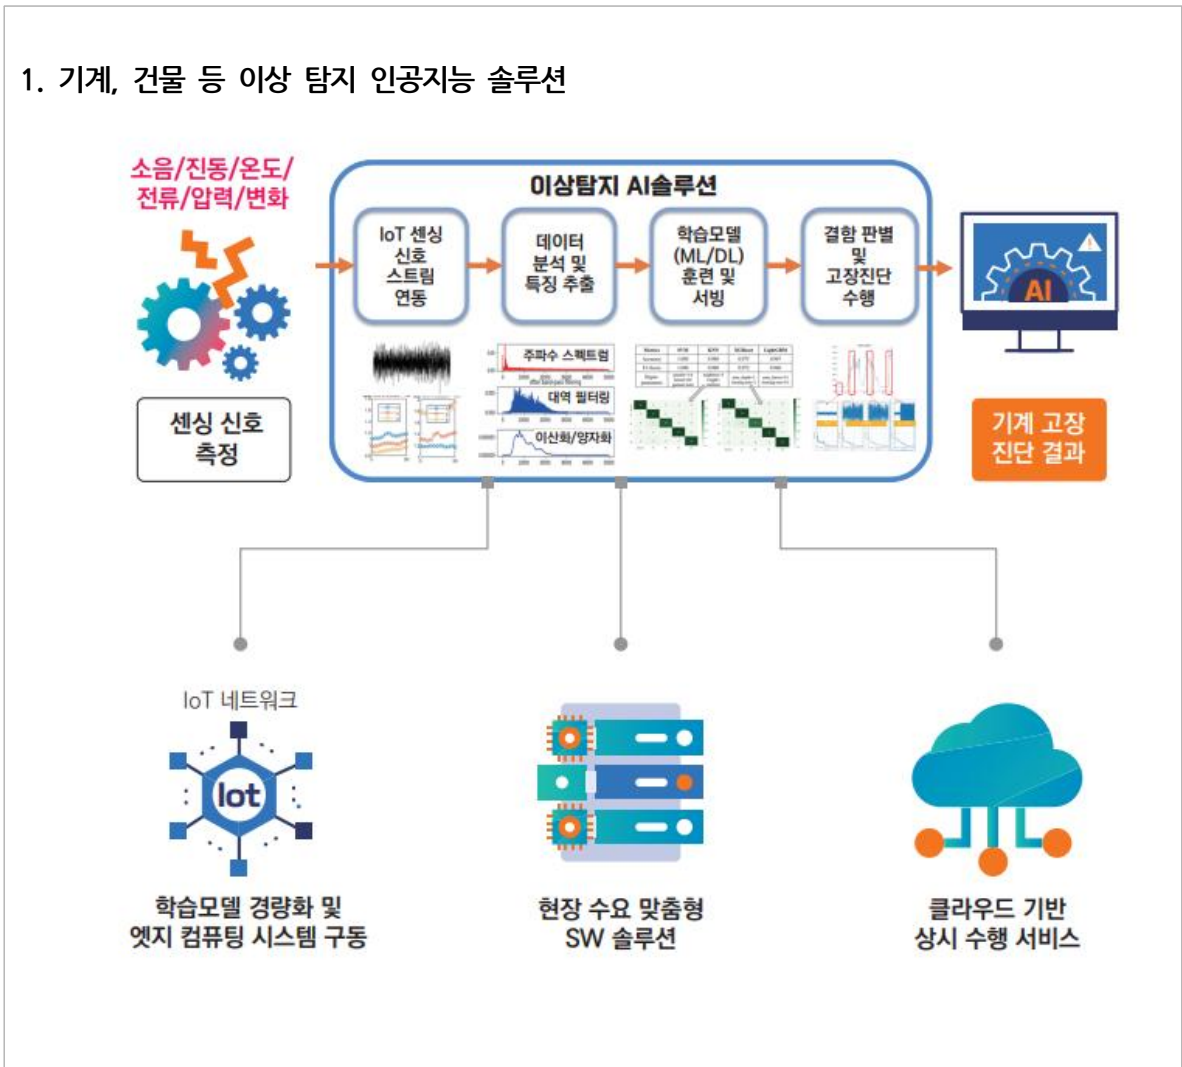 1. 기계, 건물 등 이상 탐지 인공지능 솔루션
소음/진동/온도/
전류/압력/변화
센싱 신호
측정
이상탐지 AI솔루션
IoT 센싱
신호
스트림
연동
데이터
분석 및
특징 추출
학습모델
(ML/DL)
훈련 및
서빙
결함 판별
및
고장진단
수행
주파수 스펙트럼
대역 필터링
이산화/양자화
AI
기계 고장
진단 결과
IoT 네트워크
Iot
학습모델 경량화 및
엣지 컴퓨팅 시스템 구동
현장 수요 맞춤형
SW 솔루션
클라우드 기반
상시 수행 서비스